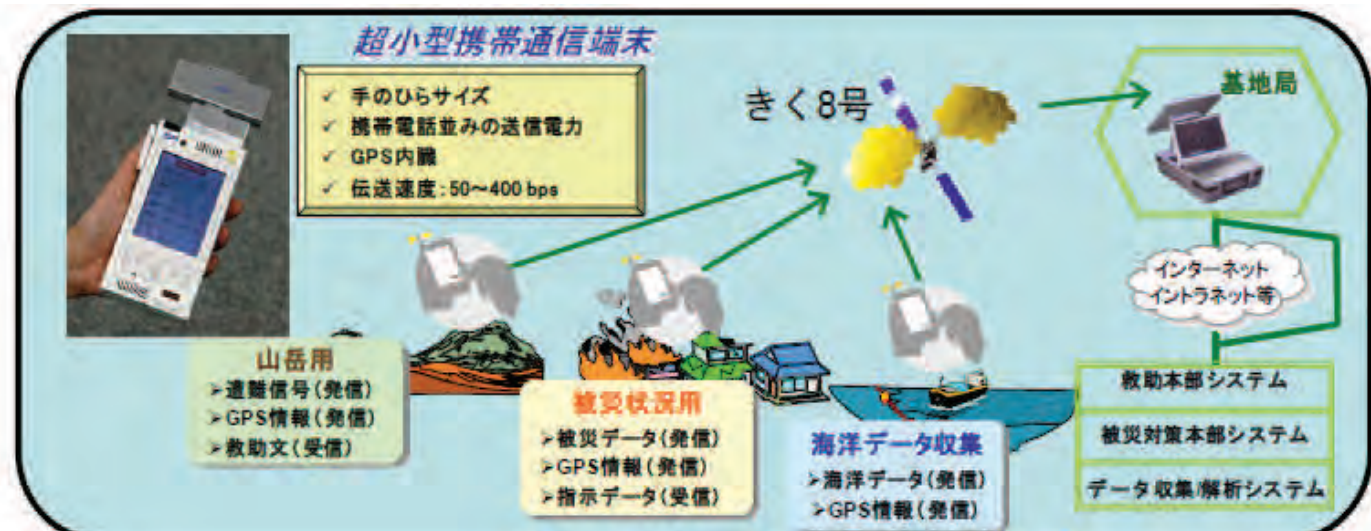 超小型携帯通信端末
✓ 手のひらサイズ
✓ 携帯電話並みの送信電力
✓ GPS内臓
✓ 伝送速度:50～400 bps
きく8号
基地局
インターネット
イントラネット等
山岳用
➢遭難信号(発信)
➢GPS情報(発信)
➢救助文(受信)
被災状況用
➢被災データ(発信)
➢GPS情報(発信)
➢指示データ(受信)
海洋データ収集
➢海洋データ(発信)
➢GPS情報(発信)
救助本部システム
被災対策本部システム
データ収集/解析システム